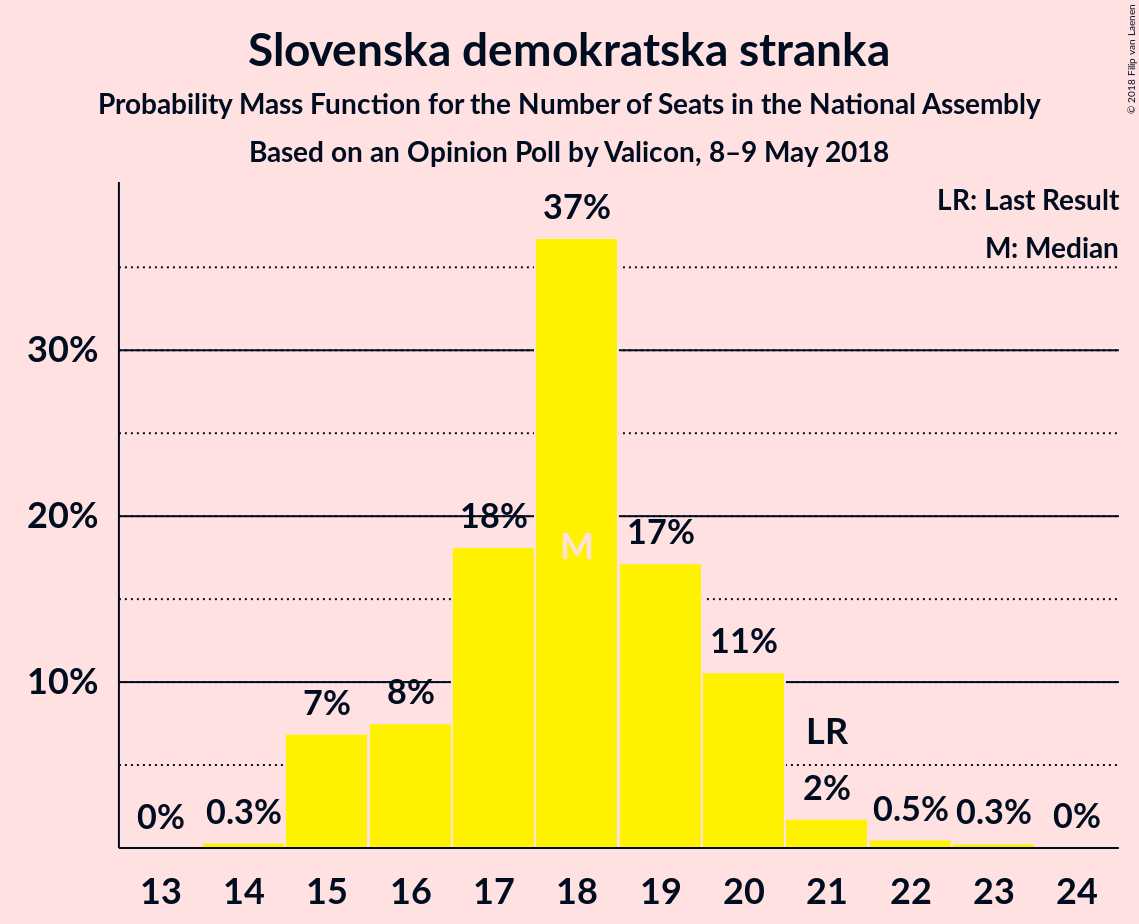 Slovenska demokratska stranka
Probability Mass Function for the Number of Seats in the National Assembly
Based on an Opinion Poll by Valicon, 8–9 May 2018
© 2018 Filip van Laenen
LR: Last Result
M: Median
30%
20%
10%
0%
0.3%
7%
8%
18%
37%
M
17%
11%
LR
2%
0.5%
0.3%
0%
13 14 15 16 17 18 19 20 21 22 23 24